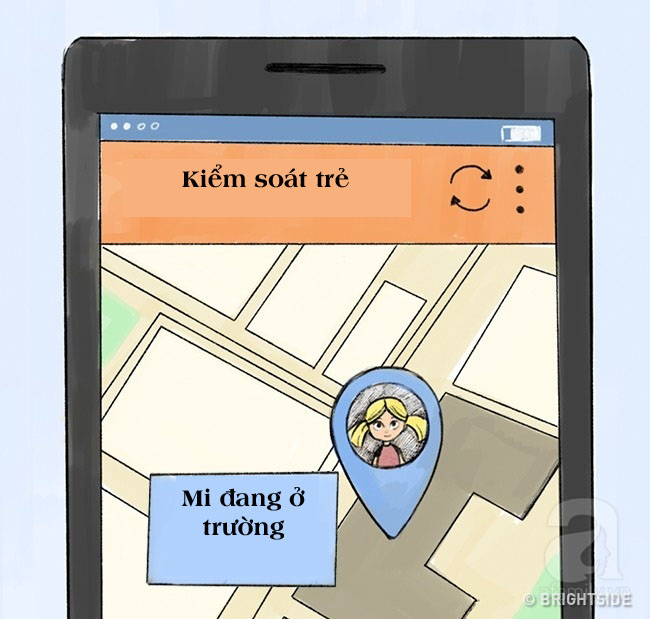 Kiểm soát trẻ
Mi đang ở
trường
© BRIGHTSIDE